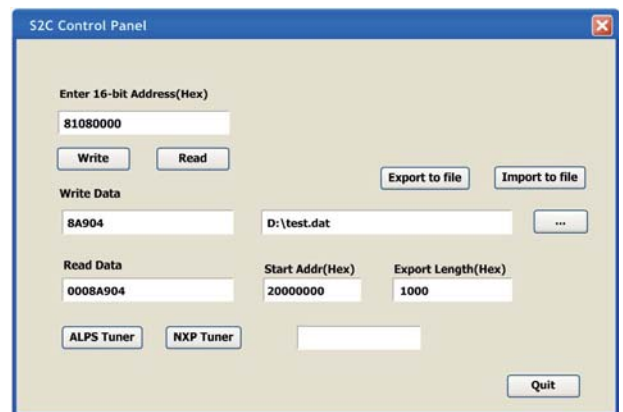 S2C Control Panel
Enter 16-bit Address(Hex)
81080000
Write Read
Export to file Import to file
Write Data
8A904 D:\test.dat ...
Read Data Start Addr(Hex) Export Length(Hex)
0008A904 20000000 1000
ALPS Tuner NXP Tuner
Quit